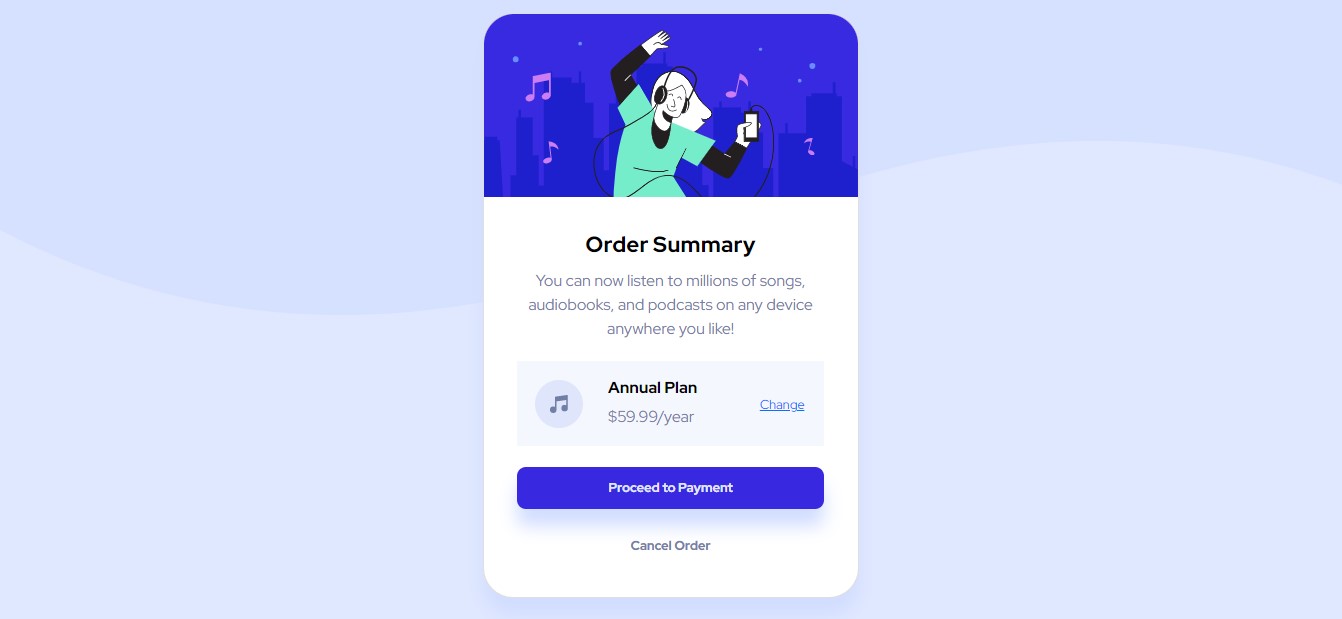 Order Summary
You can now listen to millions of songs,
audiobooks, and podcasts on any device
anywhere you like!
Annual Plan
$59.99/year
Change
Proceed to Payment
Cancel Order